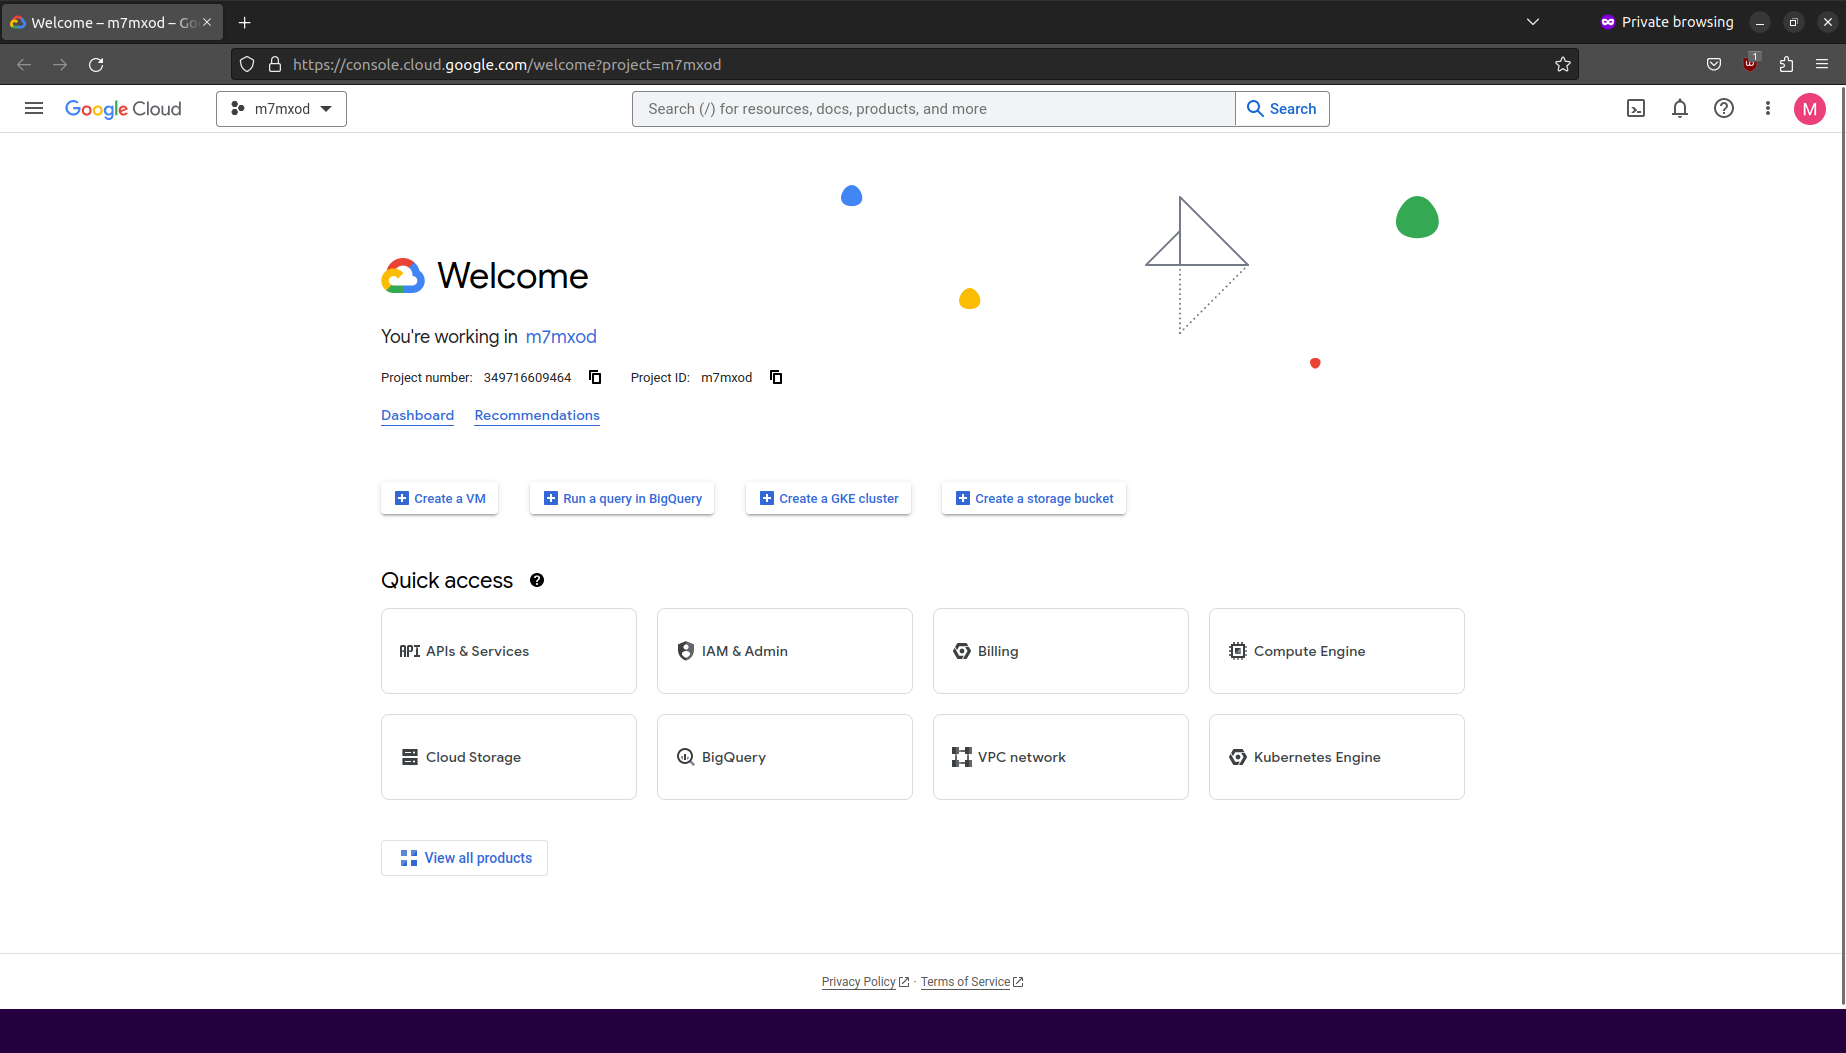 Welcome – m7mxod – Go
Private browsing
https://console.cloud.google.com/welcome?project=m7mxod
1
Google Cloud
m7mxod
Search (/) for resources, docs, products, and more
Search
M
Welcome
You're working in m7mxod
Project number: 349716609464 Project ID: m7mxod
Dashboard Recommendations
Create a VM
Run a query in BigQuery
Create a GKE cluster
Create a storage bucket
Quick access
API APIs & Services
IAM & Admin
Billing
Compute Engine
Cloud Storage
BigQuery
VPC network
Kubernetes Engine
View all products
Privacy Policy · Terms of Service